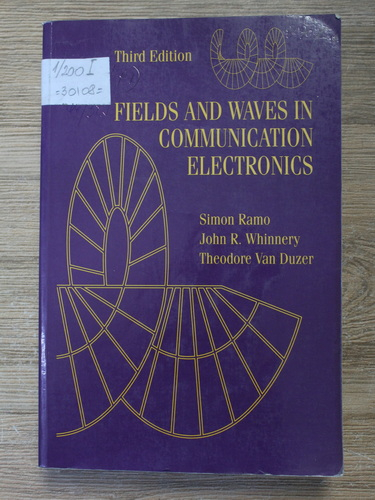 Third Edition
1/200 I
=30108=
FIELDS AND WAVES IN
COMMUNICATION
ELECTRONICS
Simon Ramo
John R. Whinnery
Theodore Van Duzer